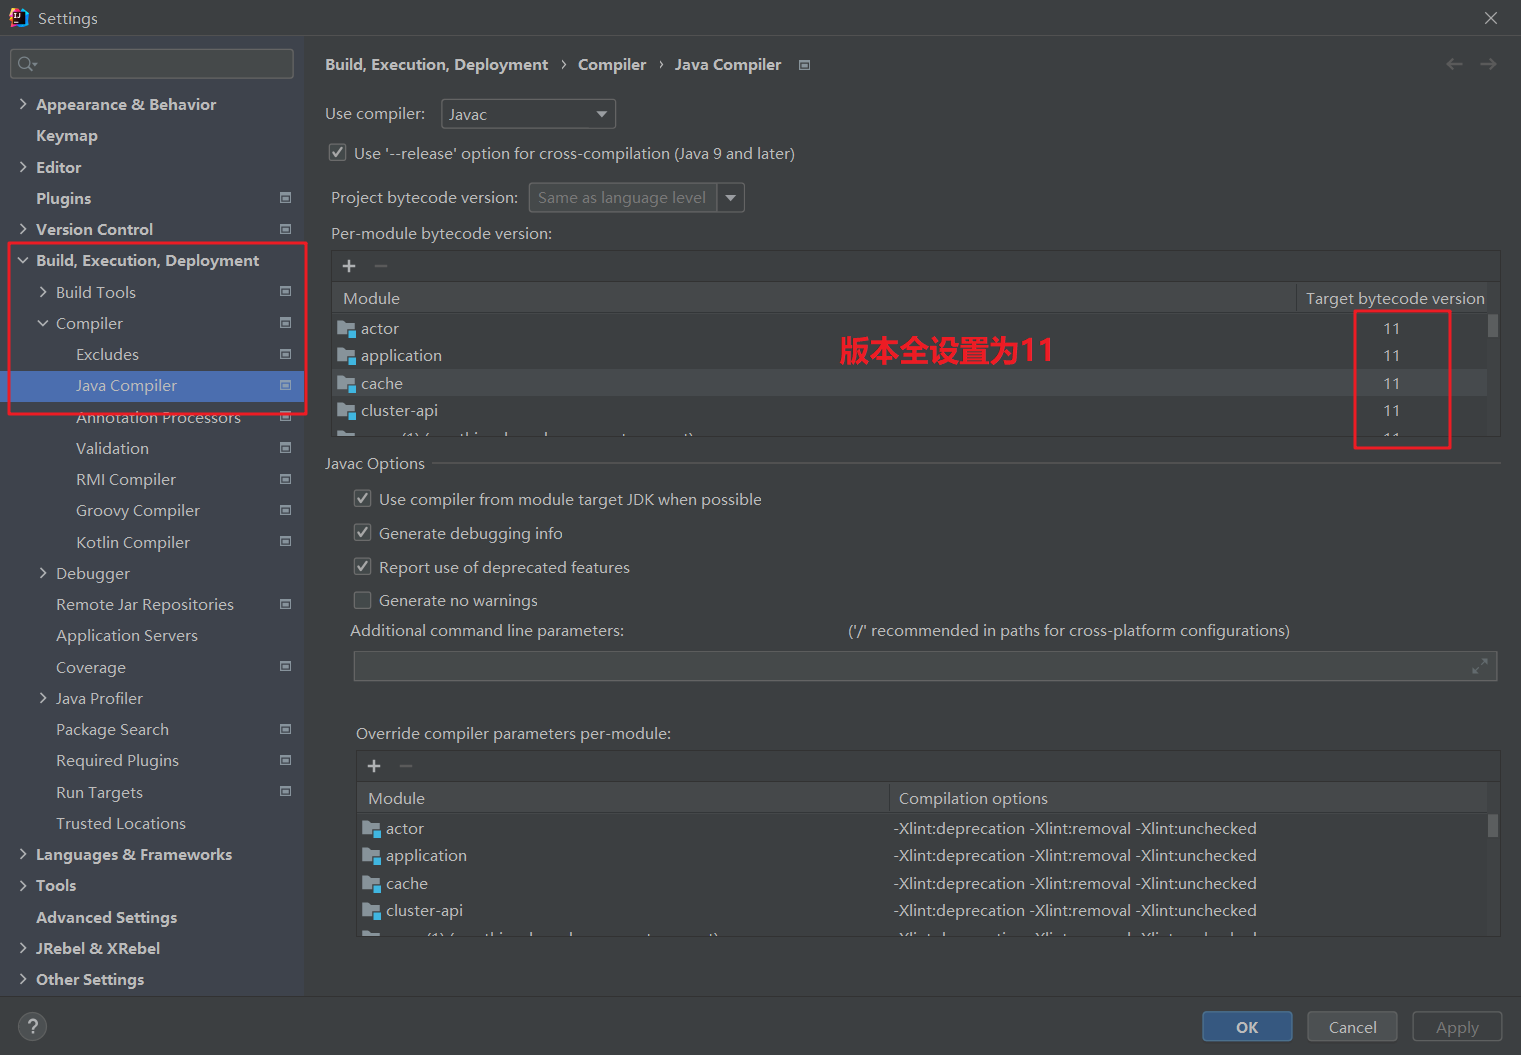 Settings
Build, Execution, Deployment › Compiler › Java Compiler
Appearance & Behavior
Keymap
Editor
Plugins
Version Control
Build, Execution, Deployment
Build Tools
Compiler
Excludes
Java Compiler
Annotation Processors
Validation
RMI Compiler
Groovy Compiler
Kotlin Compiler
Debugger
Remote Jar Repositories
Application Servers
Coverage
Java Profiler
Package Search
Required Plugins
Run Targets
Trusted Locations
Languages & Frameworks
Tools
Advanced Settings
JRebel & XRebel
Other Settings
Use compiler: Javac
Use '--release' option for cross-compilation (Java 9 and later)
Project bytecode version: Same as language level
Per-module bytecode version:
Module Target bytecode version
actor 11
application 11
版本全设置为11
cache 11
cluster-api 11
Javac Options
Use compiler from module target JDK when possible
Generate debugging info
Report use of deprecated features
Generate no warnings
Additional command line parameters: ('/' recommended in paths for cross-platform configurations)
Override compiler parameters per-module:
Module Compilation options
actor -Xlint:deprecation -Xlint:removal -Xlint:unchecked
application -Xlint:deprecation -Xlint:removal -Xlint:unchecked
cache -Xlint:deprecation -Xlint:removal -Xlint:unchecked
cluster-api -Xlint:deprecation -Xlint:removal -Xlint:unchecked
? OK Cancel Apply